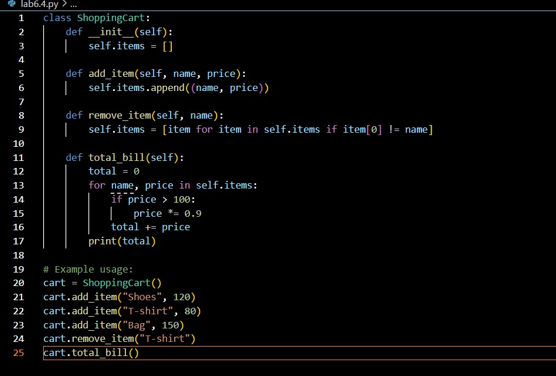 lab6.4.py > ...
1 class ShoppingCart:
2     def __init__(self):
3         self.items = []
4
5     def add_item(self, name, price):
6         self.items.append((name, price))
7
8     def remove_item(self, name):
9         self.items = [item for item in self.items if item[0] != name]
10
11     def total_bill(self):
12         total = 0
13         for name, price in self.items:
14             if price > 100:
15                 price *= 0.9
16             total += price
17         print(total)
18
19 # Example usage:
20 cart = ShoppingCart()
21 cart.add_item("Shoes", 120)
22 cart.add_item("T-shirt", 80)
23 cart.add_item("Bag", 150)
24 cart.remove_item("T-shirt")
25 cart.total_bill()